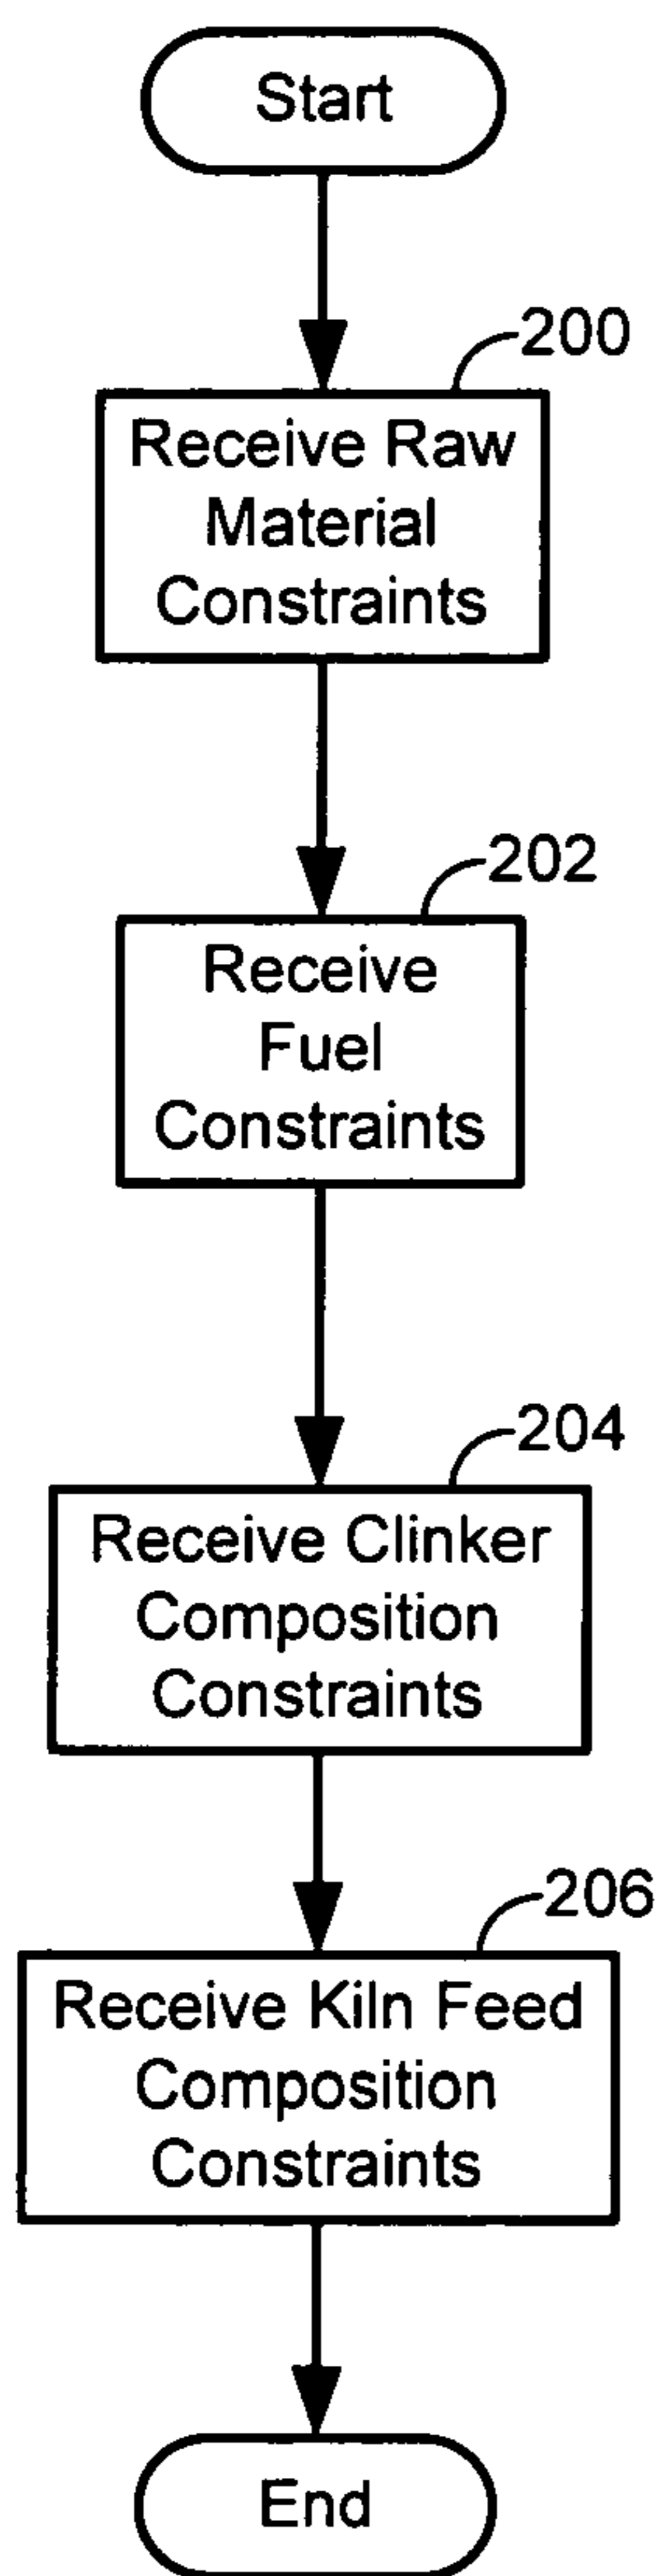 Start
200
Receive Raw
Material
Constraints
202
Receive
Fuel
Constraints
204
Receive Clinker
Composition
Constraints
206
Receive Kiln Feed
Composition
Constraints
End